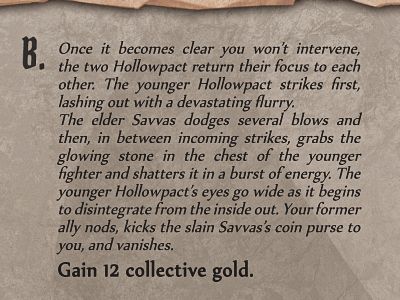 B. Once it becomes clear you won't intervene,
the two Hollowpact return their focus to each
other. The younger Hollowpact strikes first,
lashing out with a devastating flurry.
The elder Savvas dodges several blows and
then, in between incoming strikes, grabs the
glowing stone in the chest of the younger
fighter and shatters it in a burst of energy. The
younger Hollowpact's eyes go wide as it begins
to disintegrate from the inside out. Your former
ally nods, kicks the slain Savvas's coin purse to
you, and vanishes.
Gain 12 collective gold.